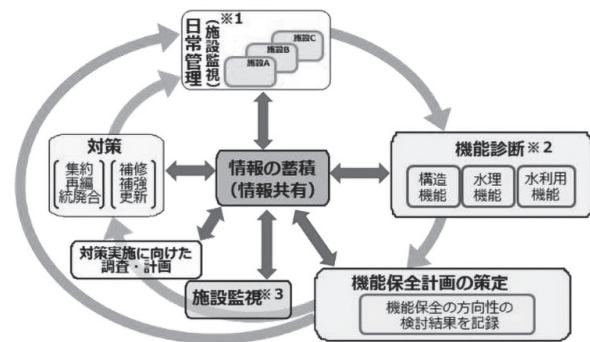 日常管理
(施設監視)※1
施設C
施設B
施設A
対策
集約
再編
統廃合
補修
補強
更新
情報の蓄積
(情報共有)
機能診断※2
構造
機能
水理
機能
水利用
機能
対策実施に向けた
調査・計画
施設監視※3
機能保全計画の策定
機能保全の方向性の
検討結果を記録